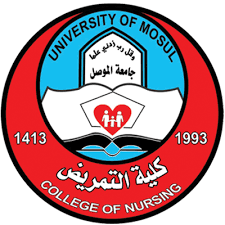 UNIVERSITY OF MOSUL
وقل رب زدني علما
جامعة الموصل
1413
1993
كلية التمريض
COLLEGE OF NURSING